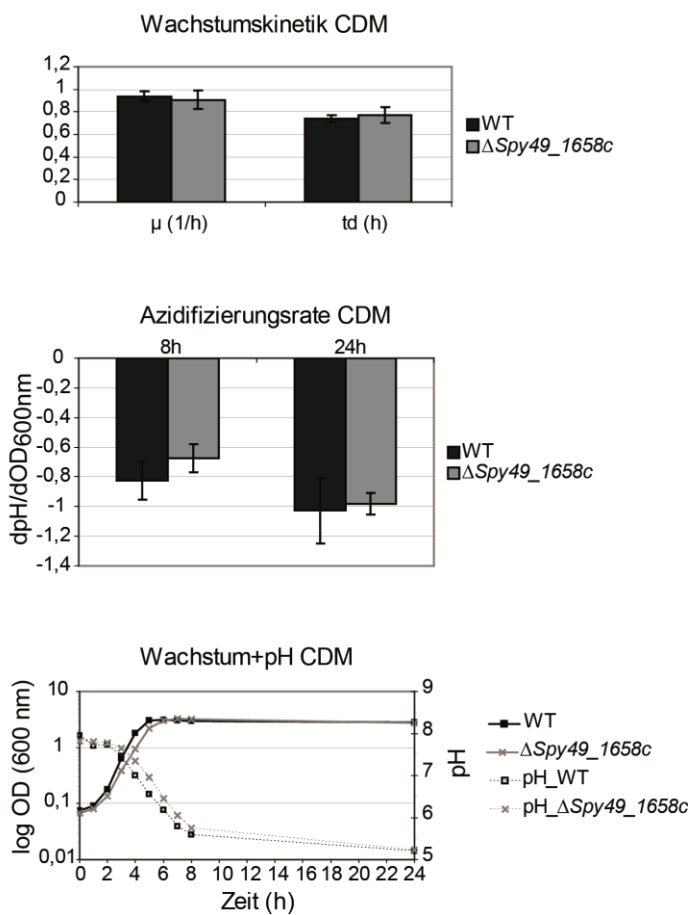 Wachstumskinetik CDM
1,2
1
0,8
0,6
0,4
0,2
0
µ (1/h) td (h)
WT
ΔSpy49_1658c
Azidifizierungsrate CDM
8h 24h
0
-0,2
-0,4
-0,6
-0,8
-1
-1,2
-1,4
dpH/dOD600nm
WT
ΔSpy49_1658c
Wachstum+pH CDM
10
1
0,1
0,01
log OD (600 nm)
9
8
7
6
5
pH
0 2 4 6 8 10 12 14 16 18 20 22 24
Zeit (h)
WT
ΔSpy49_1658c
pH_WT
pH_ΔSpy49_1658c